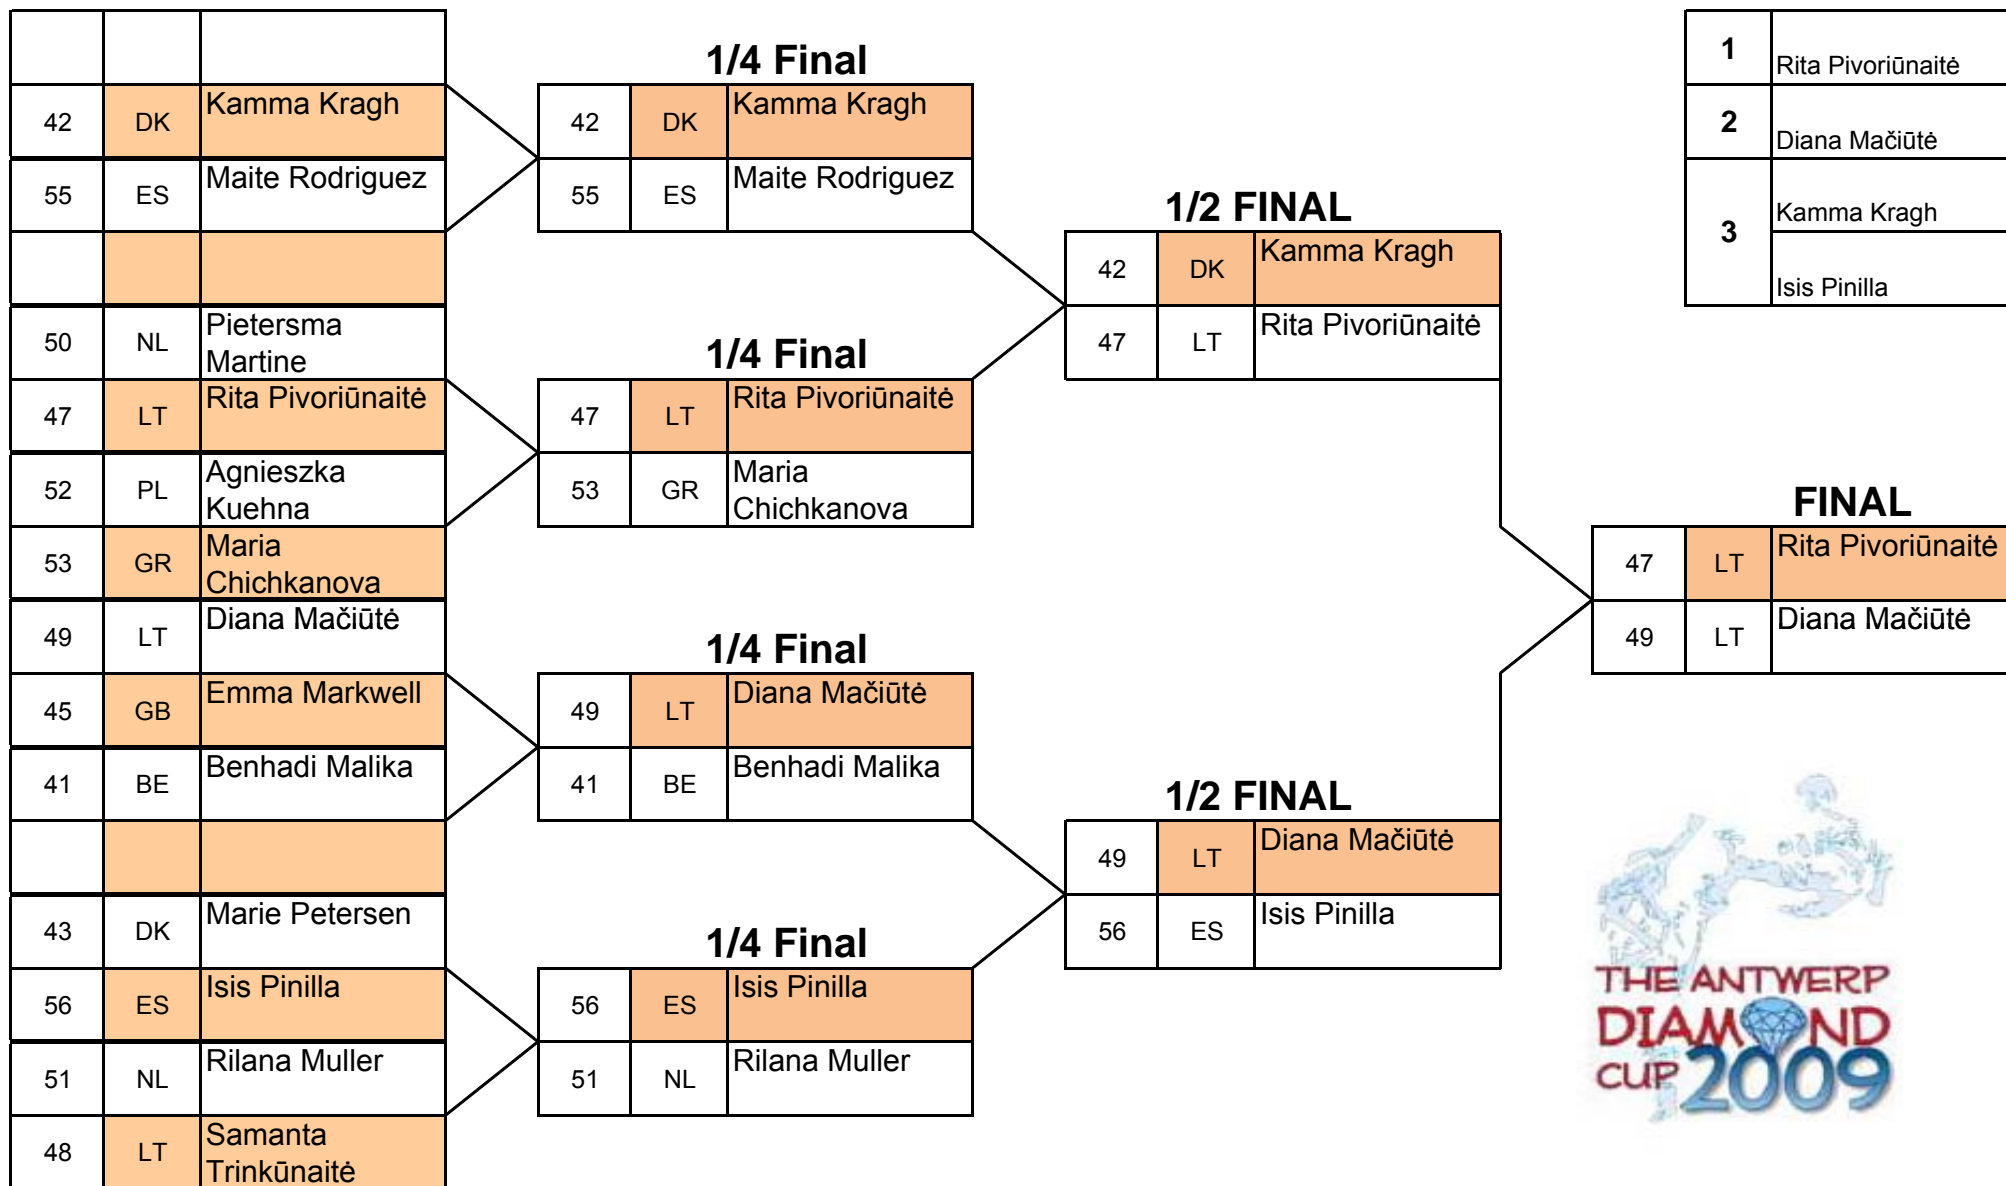 42 DK Kamma Kragh
55 ES Maite Rodriguez
50 NL Pietersma
Martine
47 LT Rita Pivoriūnaitė
52 PL Agnieszka
Kuehna
53 GR Maria
Chichkanova
49 LT Diana Mačiūtė
45 GB Emma Markwell
41 BE Benhadi Malika
43 DK Marie Petersen
56 ES Isis Pinilla
51 NL Rilana Muller
48 LT Samanta
Trinkūnaitė
1/4 Final
42 DK Kamma Kragh
55 ES Maite Rodriguez
1/4 Final
47 LT Rita Pivoriūnaitė
53 GR Maria
Chichkanova
1/4 Final
49 LT Diana Mačiūtė
41 BE Benhadi Malika
1/4 Final
56 ES Isis Pinilla
51 NL Rilana Muller
1/2 FINAL
42 DK Kamma Kragh
47 LT Rita Pivoriūnaitė
1/2 FINAL
49 LT Diana Mačiūtė
56 ES Isis Pinilla
1 Rita Pivoriūnaitė
2 Diana Mačiūtė
3 Kamma Kragh
Isis Pinilla
FINAL
47 LT Rita Pivoriūnaitė
49 LT Diana Mačiūtė
THE ANTWERP
DIAMOND
CUP 2009